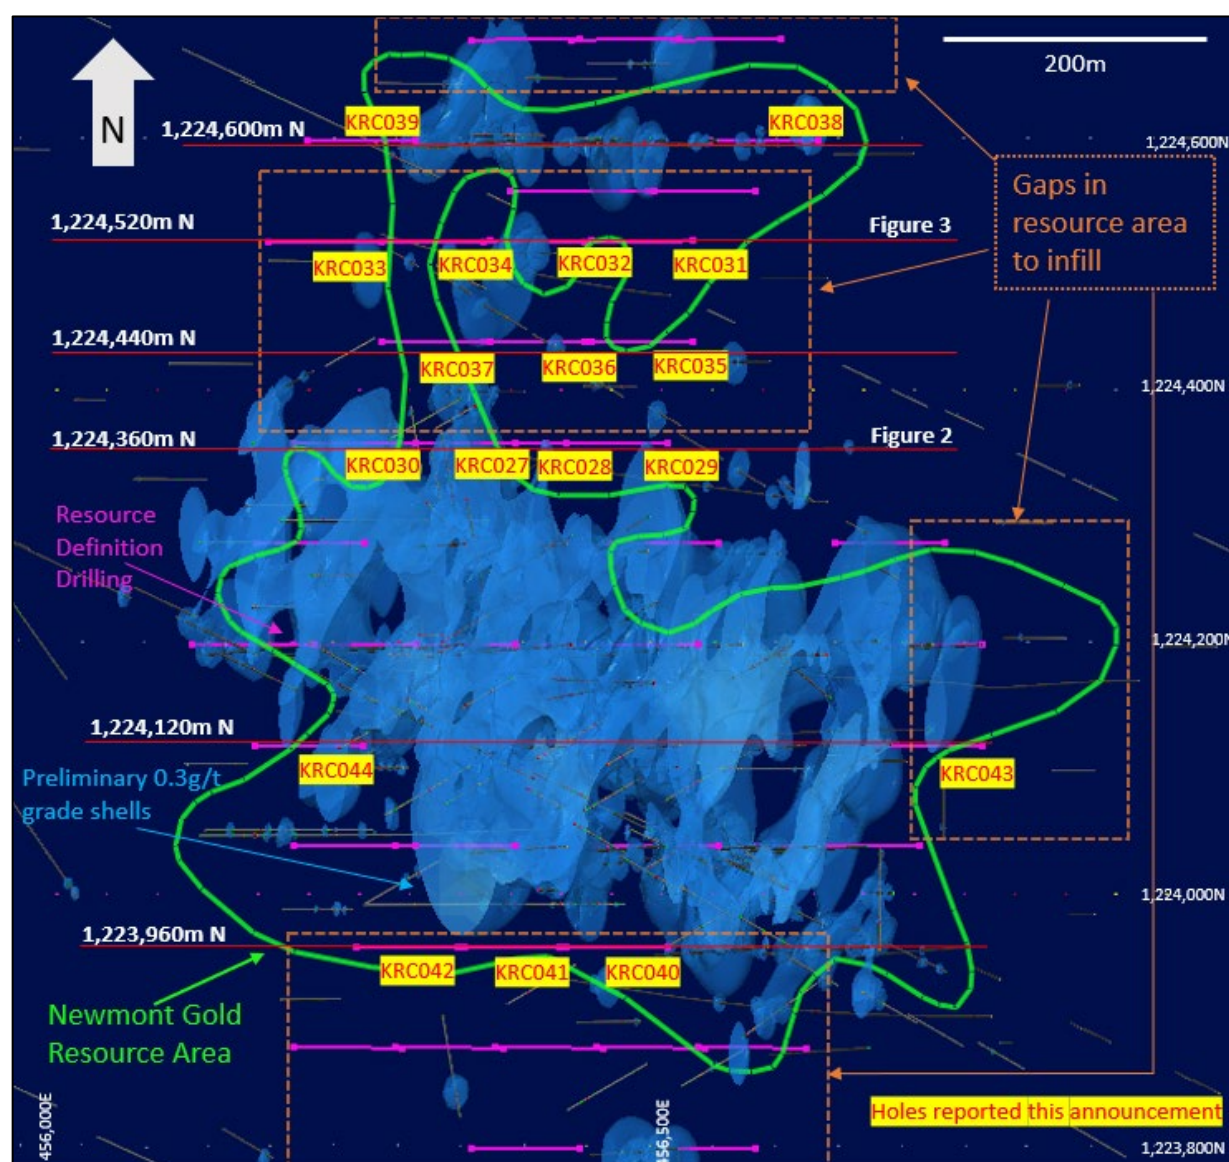 N
200m
KRC039
KRC038
1,224,600m N
1,224,600N
Gaps in
resource area
to infill
1,224,520m N
Figure 3
KRC033
KRC034
KRC032
KRC031
1,224,440m N
KRC037
KRC036
KRC035
1,224,400N
1,224,360m N
Figure 2
KRC030
KRC027
KRC028
KRC029
Resource
Definition
Drilling
1,224,200N
1,224,120m N
KRC044
KRC043
Preliminary 0.3g/t
grade shells
1,294,000N
1,223,960m N
KRC042
KRC041
KRC040
Newmont Gold
Resource Area
Holes reported this announcement
456,000E
456,500E
1,223,800N